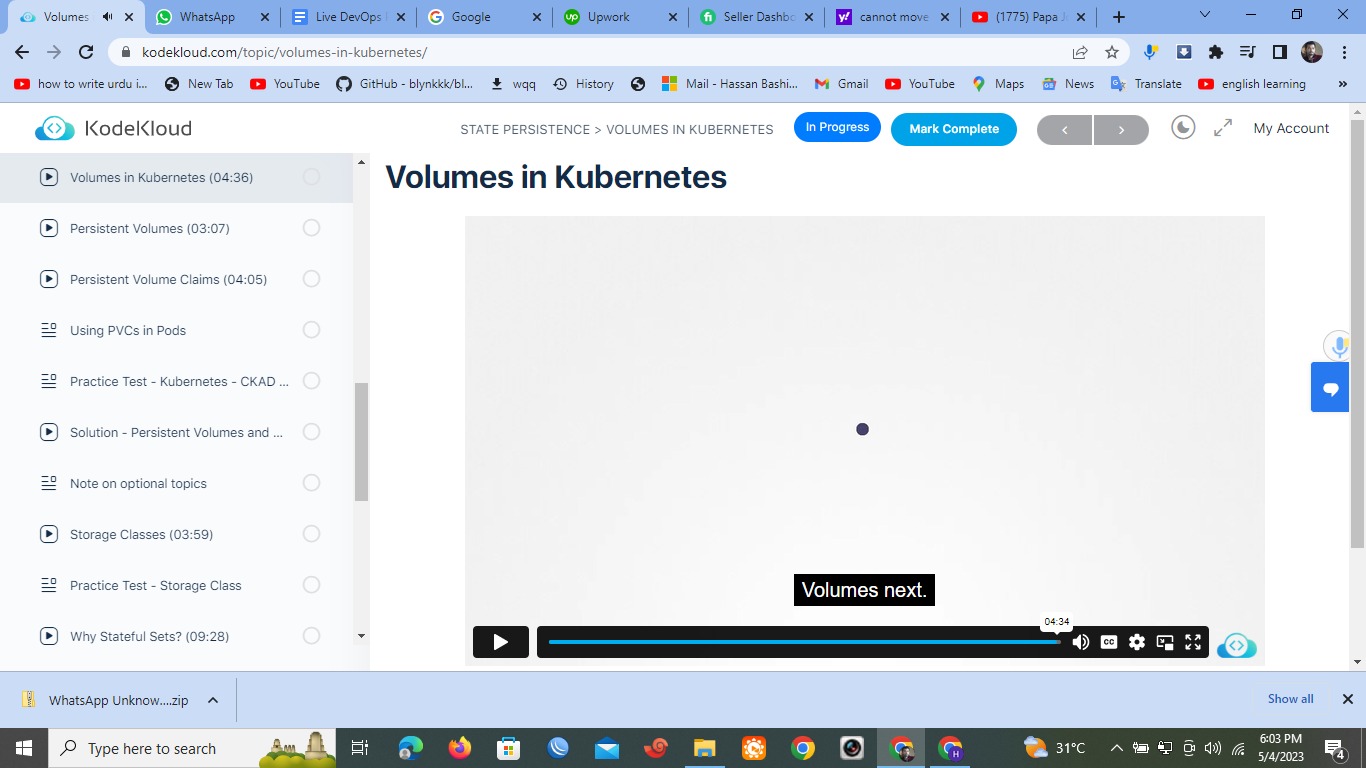 Volumes
WhatsApp
Live DevOps
Google
Upwork
Seller Dashbo
cannot move
(1775) Papa J
kodekloud.com/topic/volumes-in-kubernetes/
how to write urdu i...
New Tab
YouTube
GitHub - blynkkk/bl...
wqq
History
Mail - Hassan Bashi...
Gmail
YouTube
Maps
News
Translate
english learning
»
KodeKloud
STATE PERSISTENCE > VOLUMES IN KUBERNETES
In Progress
Mark Complete
My Account
Volumes in Kubernetes (04:36)
Persistent Volumes (03:07)
Persistent Volume Claims (04:05)
Using PVCs in Pods
Practice Test - Kubernetes - CKAD ...
Solution - Persistent Volumes and ...
Note on optional topics
Storage Classes (03:59)
Practice Test - Storage Class
Why Stateful Sets? (09:28)
Volumes in Kubernetes
Volumes next.
04:34
CC
WhatsApp Unknow....zip
Show all
Type here to search
31°C
6:03 PM
5/4/2023
4